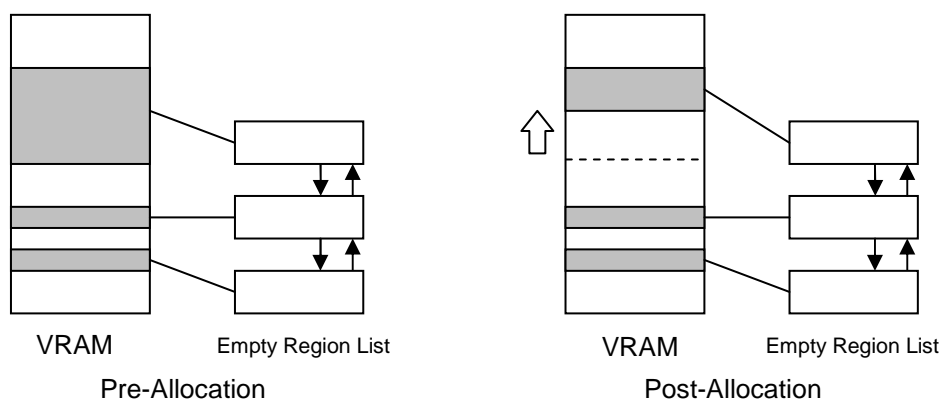 VRAM
Empty Region List
Pre-Allocation
VRAM
Empty Region List
Post-Allocation